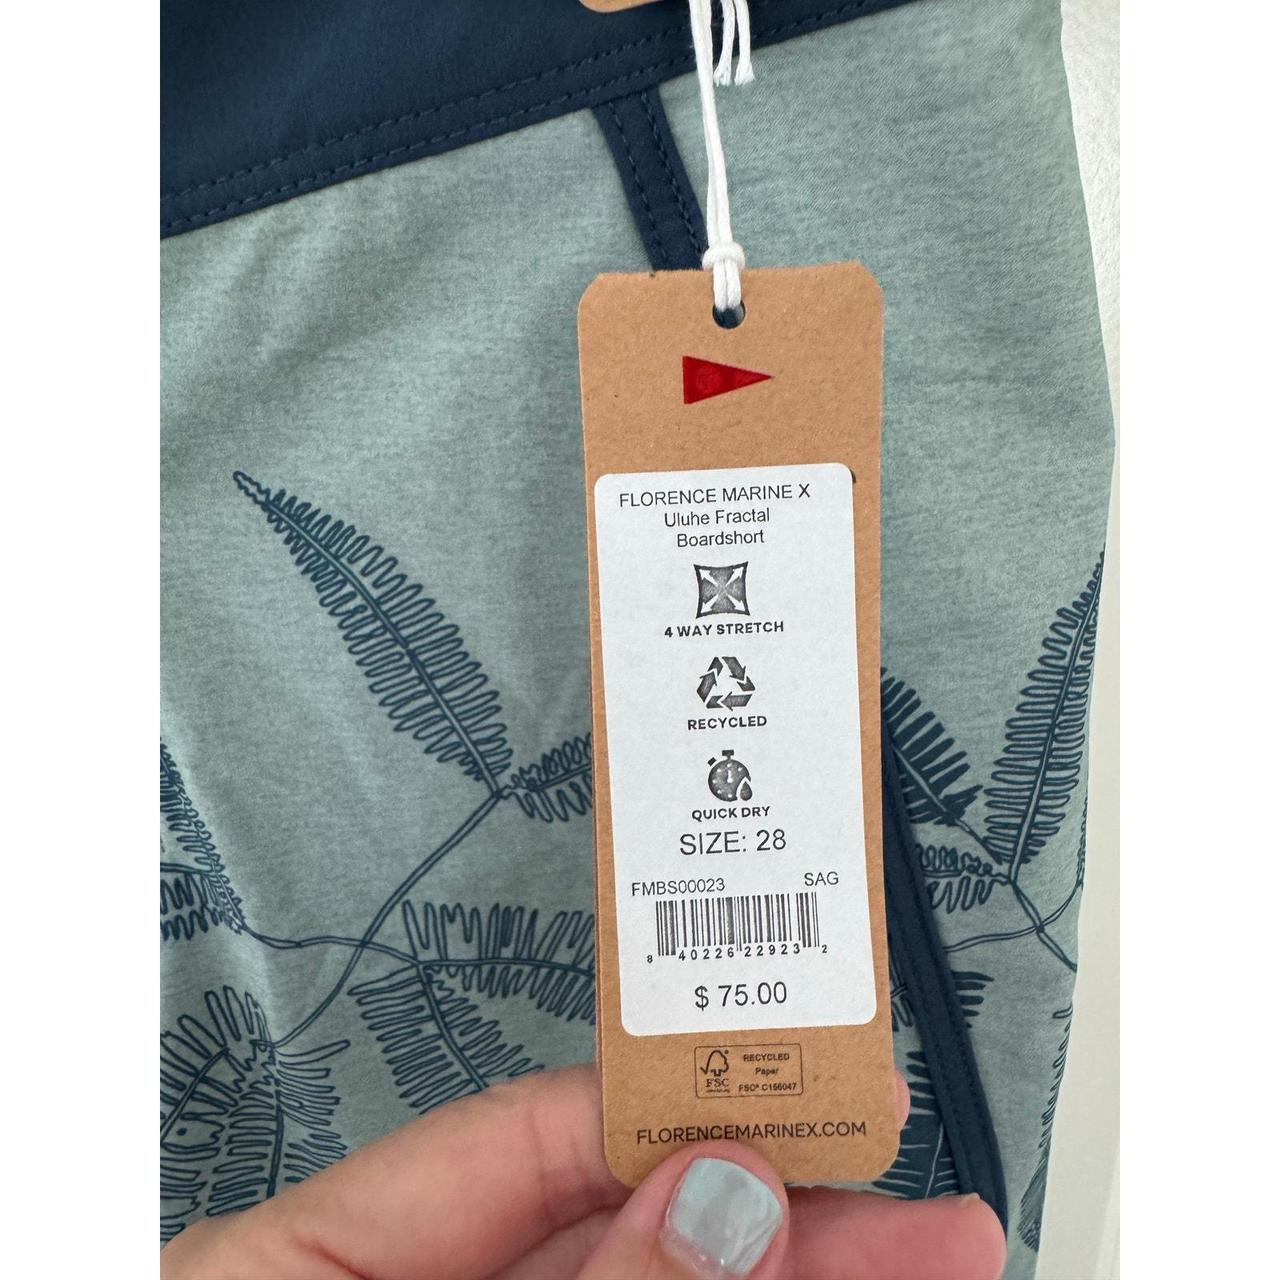 FLORENCE MARINE X
Uluhe Fractal
Boardshort
4 WAY STRETCH
RECYCLED
QUICK DRY
SIZE: 28
FMBS00023 SAG
8 40226 22923 2
$ 75.00
FSC
RECYCLED
Paper
FSC® C156047
FLORENCEMARINEX.COM